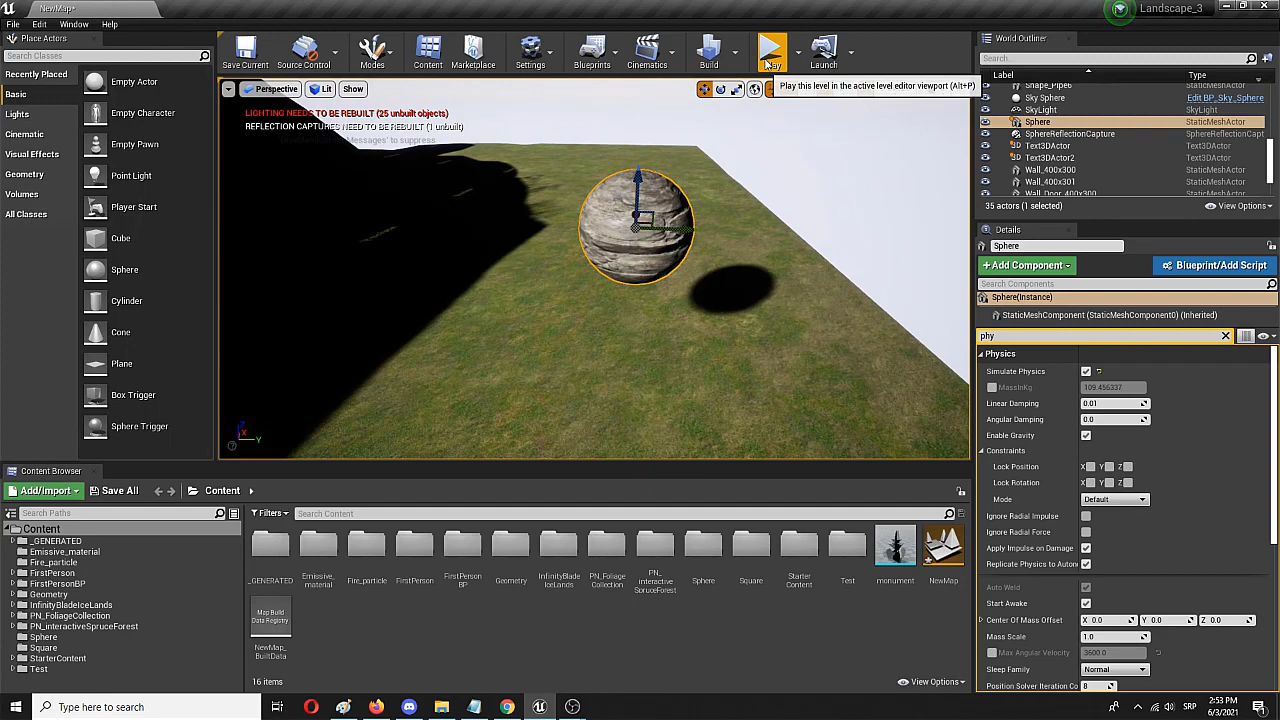 NewMap*
Landscape_3
File Edit Window Help
Place Actors
Search Classes
Recently Placed
Basic
Lights
Cinematic
Visual Effects
Geometry
Volumes
All Classes
Empty Actor
Empty Character
Empty Pawn
Point Light
Player Start
Cube
Sphere
Cylinder
Cone
Plane
Box Trigger
Sphere Trigger
Save Current
Source Control
Modes
Content
Marketplace
Settings
Blueprints
Cinematics
Build
Play
Launch
Play this level in the active level editor viewport (Alt+P)
Perspective
Lit
Show
LIGHTING NEEDS TO BE REBUILT (25 unbuilt objects)
REFLECTION CAPTURES NEED TO BE REBUILT (1 unbuilt)
Messages' to suppress
X
Y
World Outliner
Search...
Label Type
Shape_Pipe6 StaticMeshActor
Sky Sphere Edit BP_Sky_Sphere
SkyLight SkyLight
Sphere StaticMeshActor
SphereReflectionCapture SphereReflectionCapt
Text3DActor Text3DActor
Text3DActor2 Text3DActor
Wall_400x300 StaticMeshActor
Wall_400x301 StaticMeshActor
Wall_Door_400x300 StaticMeshActor
35 actors (1 selected)
View Options
Details
Sphere
+Add Component
Blueprint/Add Script
Search Components
Sphere(Instance)
StaticMeshComponent (StaticMeshComponent0) (Inherited)
phy
Physics
Simulate Physics
MassInKg 109.456337
Linear Damping 0.01
Angular Damping 0.0
Enable Gravity
Constraints
Lock Position X Y Z
Lock Rotation X Y Z
Mode Default
Ignore Radial Impulse
Ignore Radial Force
Apply Impulse on Damage
Replicate Physics to Autono
Auto Weld
Start Awake
Center Of Mass Offset X 0.0 Y 0.0 Z 0.0
Mass Scale 1.0
Max Angular Velocity 3600.0
Sleep Family Normal
Position Solver Iteration Co 8
Content Browser
Add/Import
Save All
Content
Search Paths
Filters
Search Content
Content
_GENERATED
Emissive_material
Fire_particle
FirstPerson
FirstPersonBP
Geometry
InfinityBladeIceLands
PN_FoliageCollection
PN_interactiveSpruceForest
Sphere
Square
StarterContent
Test
_GENERATED
Emissive_
material
Fire_particle
FirstPerson
FirstPerson
BP
Geometry
InfinityBlade
IceLands
PN_Foliage
Collection
PN_
interactive
SpruceForest
Sphere
Square
Starter
Content
Test
monument
NewMap
Map Build
Data Registry
NewMap_
BuiltData
16 items
View Options
Type here to search
SRP
2:53 PM
6/3/2021